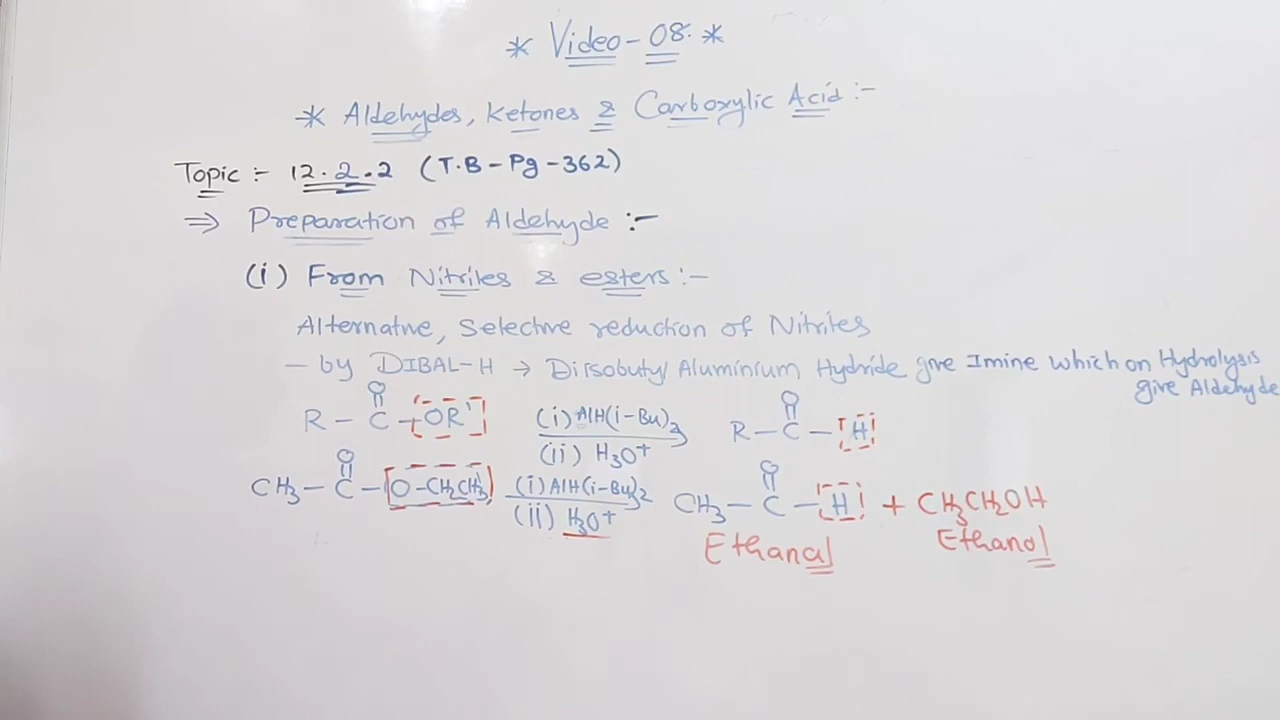 * Video-08. *
* Aldehydes, Ketones & Carboxylic Acid :-
Topic :- 12.2.2 (T.B-Pg-362)
⇒ Preparation of Aldehyde :-
(i) From Nitriles & esters :-
Alternative, Selective reduction of Nitriles
- by DIBAL-H → Diisobutyl Aluminium Hydride give Imine which on Hydrolysis
give Aldehyde
O O
R - C - OR' (i) AlH(i-Bu)2 R - C - H
(ii) H3O+
O O
CH3 - C - O-CH2CH3 (i) AlH(i-Bu)2 CH3 - C - H + CH3CH2OH
(ii) H3O+
Ethanal Ethanol